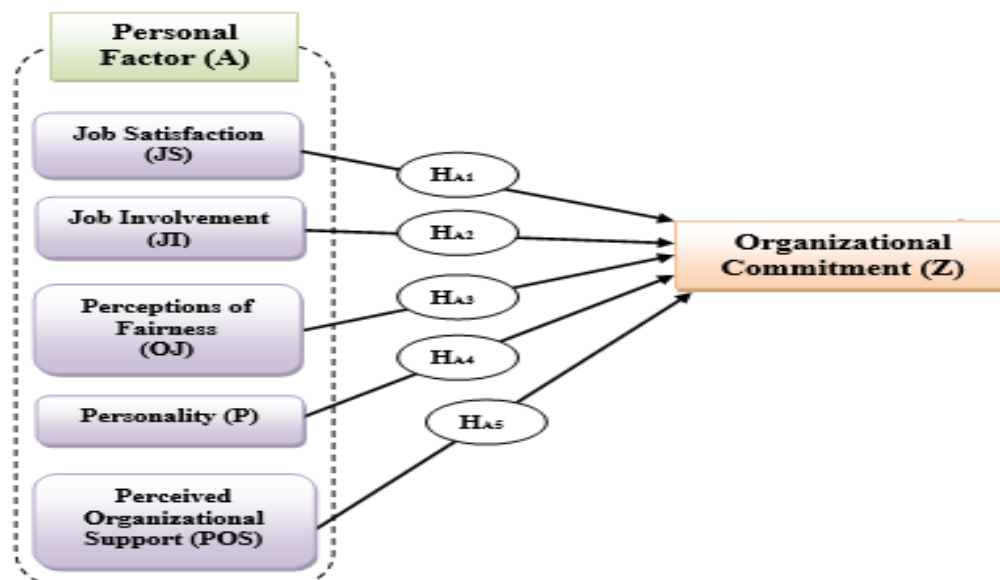 Personal
Factor (A)
Job Satisfaction
(JS)
HA1
Job Involvement
(JI)
HA2
Organizational
Commitment (Z)
Perceptions of
Fairness
(OJ)
HA3
HA4
Personality (P)
HA5
Perceived
Organizational
Support (POS)